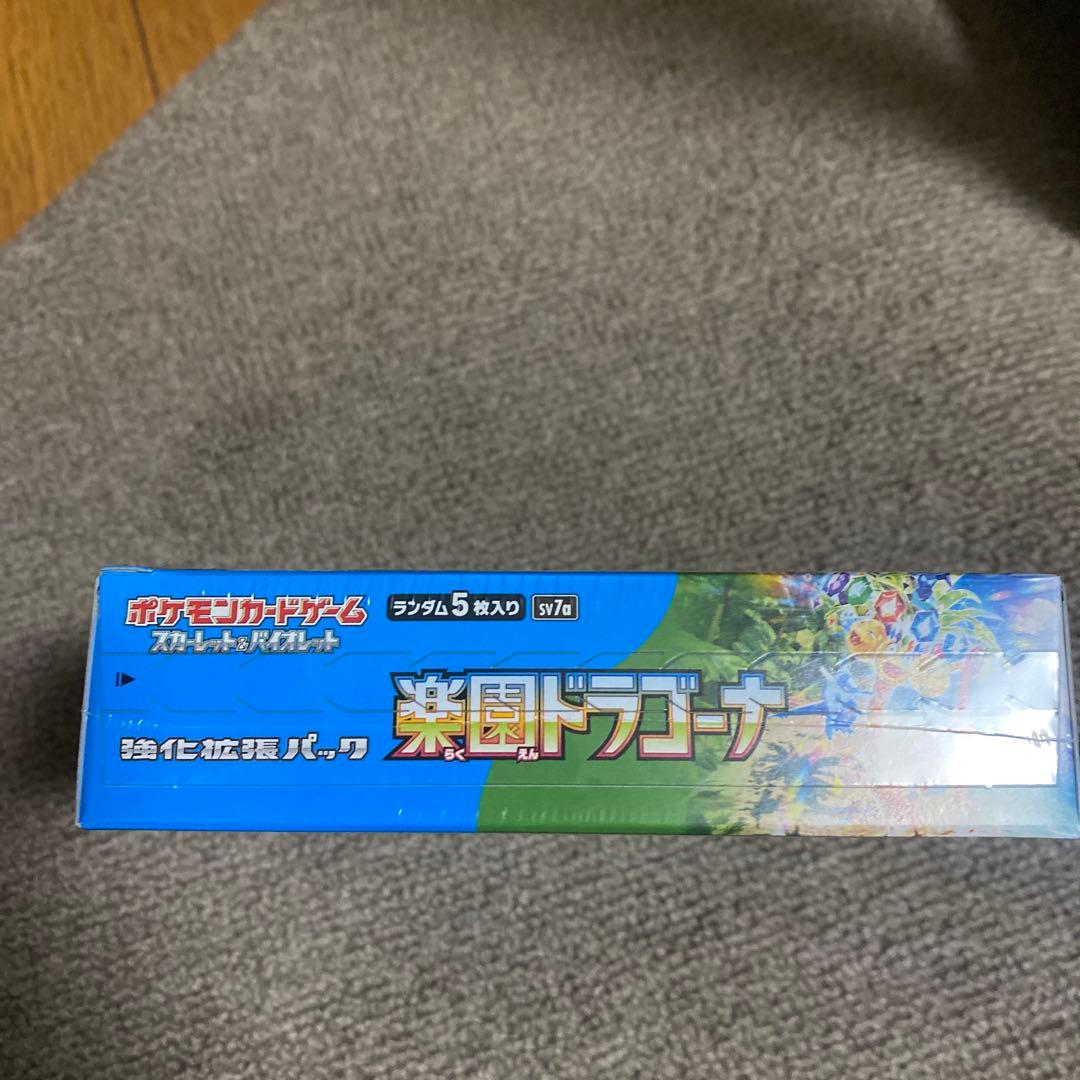 ポケモンカードゲーム
スカーレット&バイオレット
ランダム5枚入り
sv7a
強化拡張パック
楽園ドラゴーナ
らく えん